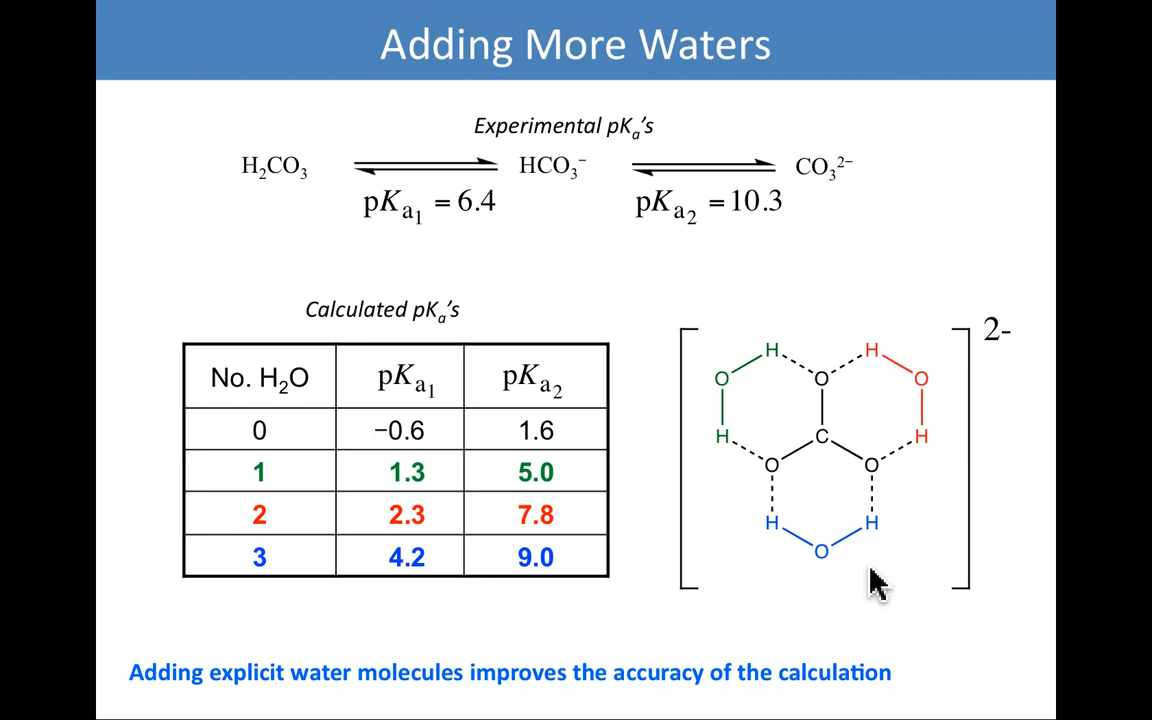 Adding More Waters
Experimental pKₐ's
H₂CO₃ HCO₃⁻ CO₃²⁻
pKₐ₁ = 6.4 pKₐ₂ = 10.3
Calculated pKₐ's
No. H₂O pKₐ₁ pKₐ₂
0 −0.6 1.6
1 1.3 5.0
2 2.3 7.8
3 4.2 9.0
2-
H H
O O O
H C H
O O
H H
O
Adding explicit water molecules improves the accuracy of the calculation